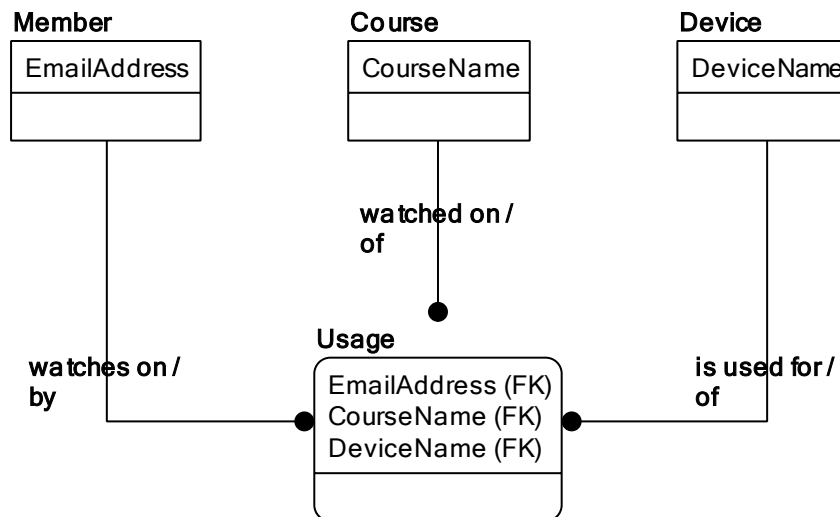 Member
Course
Device
EmailAddress
CourseName
DeviceName
watched on /
of
Usage
watches on /
by
is used for /
of
EmailAddress (FK)
CourseName (FK)
DeviceName (FK)